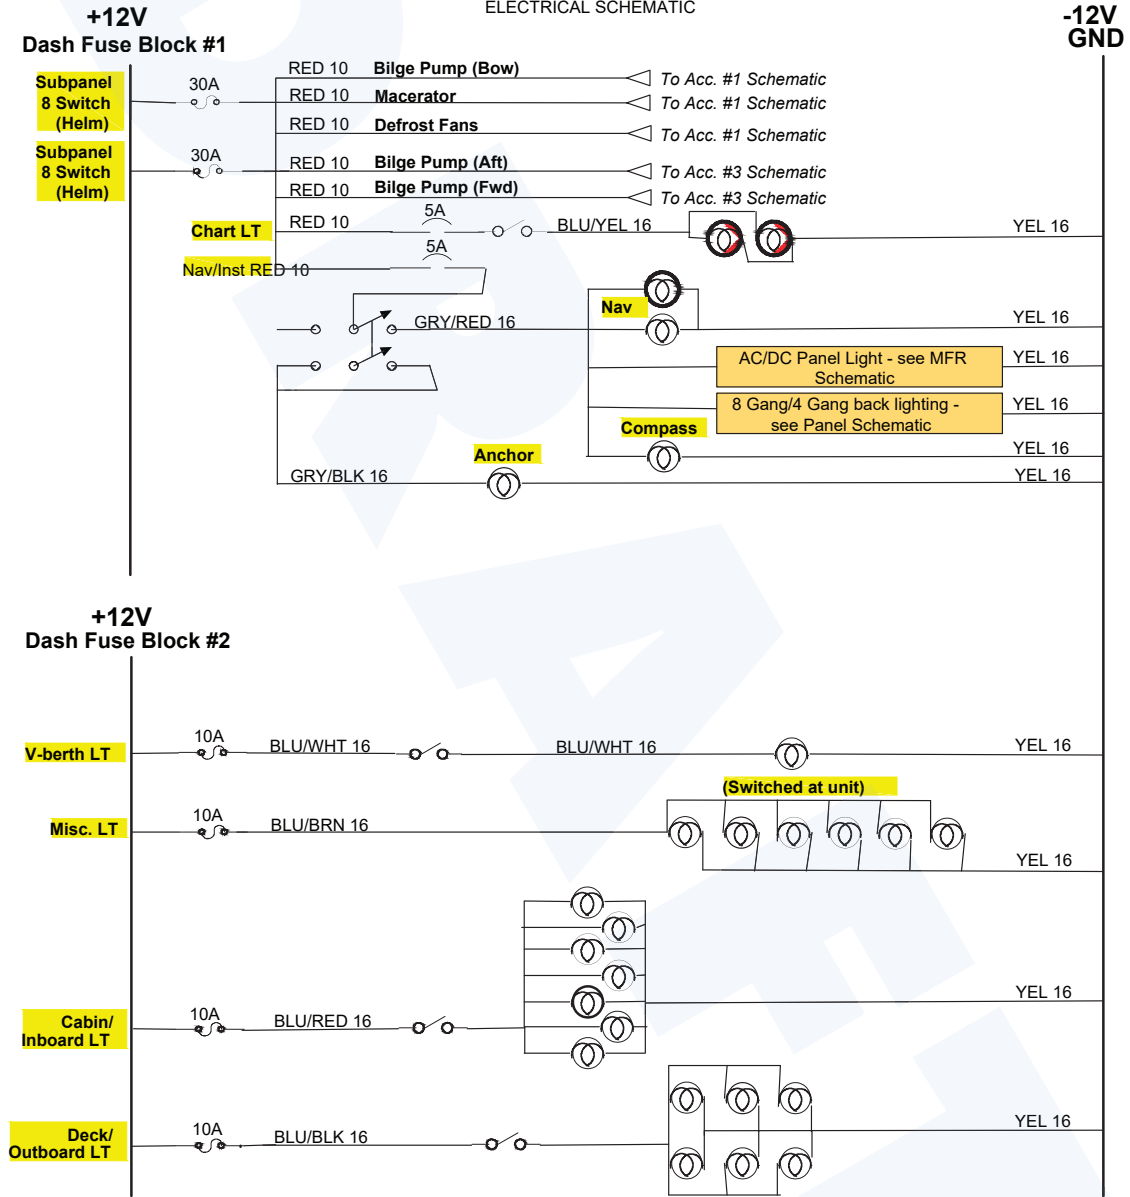 ELECTRICAL SCHEMATIC
+12V
Dash Fuse Block #1
-12V
GND
Subpanel
8 Switch
(Helm)
30A
RED 10 Bilge Pump (Bow)
To Acc. #1 Schematic
RED 10 Macerator
To Acc. #1 Schematic
RED 10 Defrost Fans
To Acc. #1 Schematic
Subpanel
8 Switch
(Helm)
30A
RED 10 Bilge Pump (Aft)
To Acc. #3 Schematic
RED 10 Bilge Pump (Fwd)
To Acc. #3 Schematic
Chart LT
RED 10
5A
BLU/YEL 16
YEL 16
Nav/Inst RED 10
5A
GRY/RED 16
Nav
YEL 16
AC/DC Panel Light - see MFR
Schematic
YEL 16
8 Gang/4 Gang back lighting -
see Panel Schematic
YEL 16
Compass
YEL 16
Anchor
GRY/BLK 16
YEL 16
+12V
Dash Fuse Block #2
V-berth LT
10A
BLU/WHT 16
BLU/WHT 16
YEL 16
(Switched at unit)
Misc. LT
10A
BLU/BRN 16
YEL 16
Cabin/
Inboard LT
10A
BLU/RED 16
YEL 16
Deck/
Outboard LT
10A
BLU/BLK 16
YEL 16
DRAFT